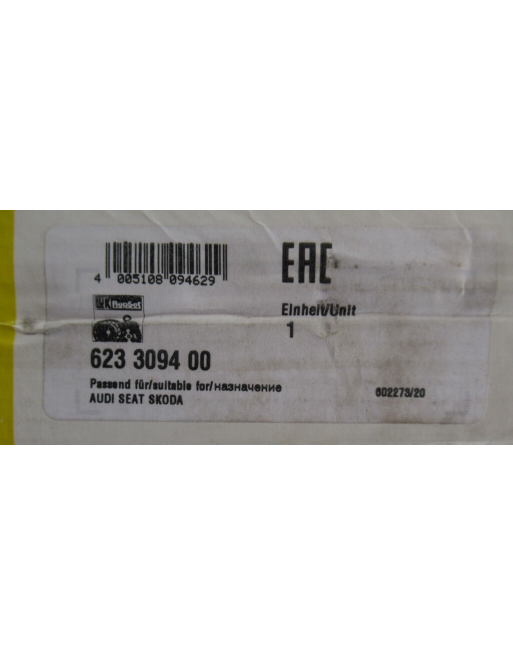 4 005108 094629
EAC
LUK RepSet
Einheit/Unit
1
623 3094 00
Passend für/suitable for/назначение
AUDI SEAT SKODA
602273/20